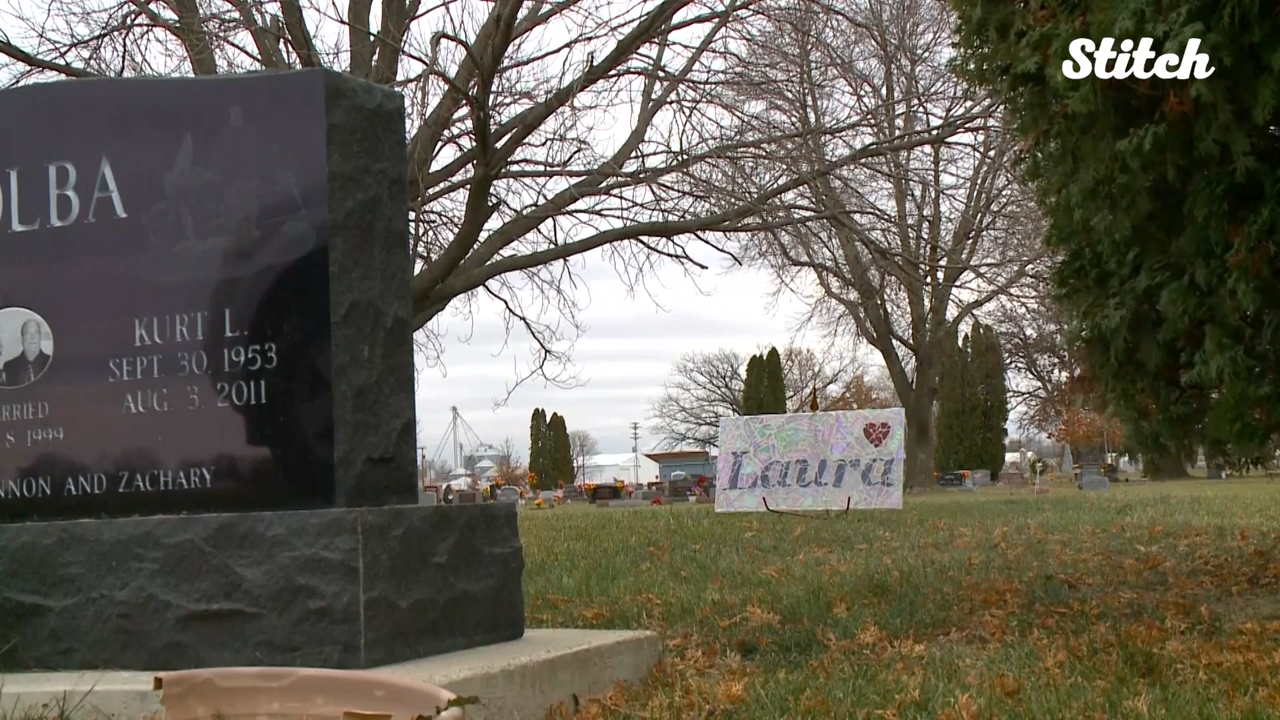 Stitch
OLBA
KURT L.
SEPT. 30, 1953
AUG. 3, 2011
RRIED
8 1999
NNON AND ZACHARY
Laura